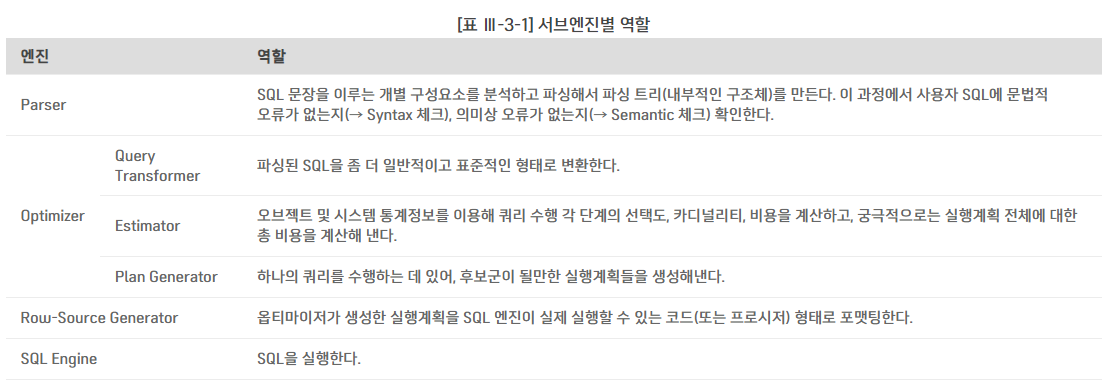 [표 Ⅲ-3-1] 서브엔진별 역할
엔진 역할
Parser
SQL 문장을 이루는 개별 구성요소를 분석하고 파싱해서 파싱 트리(내부적인 구조체)를 만든다. 이 과정에서 사용자 SQL에 문법적
오류가 없는지(→ Syntax 체크), 의미상 오류가 없는지(→ Semantic 체크) 확인한다.
Optimizer
Query
Transformer
파싱된 SQL을 좀 더 일반적이고 표준적인 형태로 변환한다.
Estimator
오브젝트 및 시스템 통계정보를 이용해 쿼리 수행 각 단계의 선택도, 카디널리티, 비용을 계산하고, 궁극적으로는 실행계획 전체에 대한
총 비용을 계산해 낸다.
Plan Generator
하나의 쿼리를 수행하는 데 있어, 후보군이 될만한 실행계획들을 생성해낸다.
Row-Source Generator
옵티마이저가 생성한 실행계획을 SQL 엔진이 실제 실행할 수 있는 코드(또는 프로시저) 형태로 포맷팅한다.
SQL Engine
SQL을 실행한다.